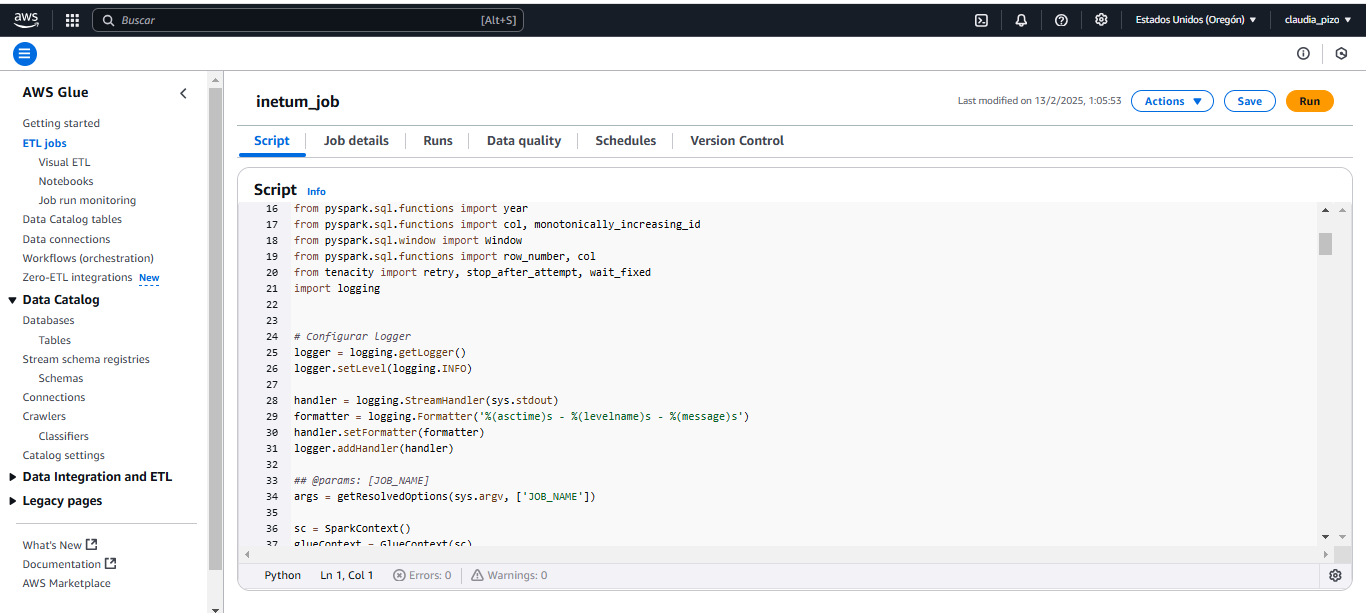 aws
Buscar
[Alt+S]
Estados Unidos (Oregón)
claudia_pizo
AWS Glue
Getting started
ETL jobs
Visual ETL
Notebooks
Job run monitoring
Data Catalog tables
Data connections
Workflows (orchestration)
Zero-ETL integrations New
Data Catalog
Databases
Tables
Stream schema registries
Schemas
Connections
Crawlers
Classifiers
Catalog settings
Data Integration and ETL
Legacy pages
What's New
Documentation
AWS Marketplace
inetum_job
Last modified on 13/2/2025, 1:05:53
Actions
Save
Run
Script
Job details
Runs
Data quality
Schedules
Version Control
Script Info
16 from pyspark.sql.functions import year
17 from pyspark.sql.functions import col, monotonically_increasing_id
18 from pyspark.sql.window import Window
19 from pyspark.sql.functions import row_number, col
20 from tenacity import retry, stop_after_attempt, wait_fixed
21 import logging
22
23
24 # Configurar logger
25 logger = logging.getLogger()
26 logger.setLevel(logging.INFO)
27
28 handler = logging.StreamHandler(sys.stdout)
29 formatter = logging.Formatter('%(asctime)s - %(levelname)s - %(message)s')
30 handler.setFormatter(formatter)
31 logger.addHandler(handler)
32
33 ## @params: [JOB_NAME]
34 args = getResolvedOptions(sys.argv, ['JOB_NAME'])
35
36 sc = SparkContext()
37 glueContext = GlueContext(sc)
Python
Ln 1, Col 1
Errors: 0
Warnings: 0